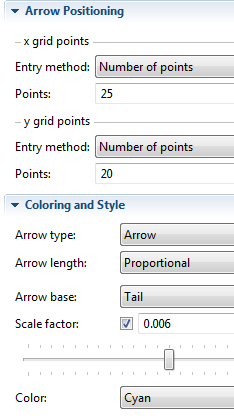 Arrow Positioning
x grid points
Entry method: Number of points
Points: 25
y grid points
Entry method: Number of points
Points: 20
Coloring and Style
Arrow type: Arrow
Arrow length: Proportional
Arrow base: Tail
Scale factor: 0.006
Color: Cyan